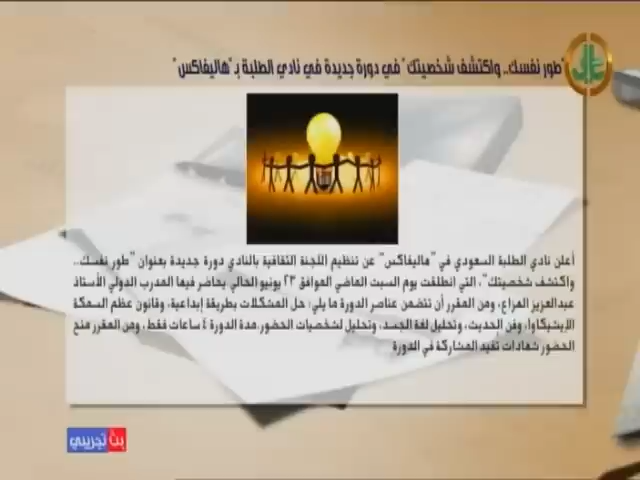 "طور نفسك.. واكتشف شخصيتك" في دورة جديدة في نادي الطلبة بـ "هاليفاكس"
أعلن نادي الطلبة السعودي في "هاليفاكس" عن تنظيم اللجنة الثقافية بالنادي دورة جديدة بعنوان "طور نفسك..
واكتشف شخصيتك"، التي انطلقت يوم السبت الماضي الموافق ٢٣ يونيو الحالي يحاضر فيها المدرب الدولي الأستاذ
عبدالعزيز المزاع، ومن المقرر أن تتضمن عناصر الدورة ما يلي: حل المشكلات بطريقة إبداعية، وقانون عظم السمكة
الإيشيكاوا، وفن الحديث، وتحليل لغة الجسد، وتحليل لشخصيات الحضور.مدة الدورة ٤ ساعات فقط، ومن المقرر منح
الحضور شهادات تفيد المشاركة في الدورة
بث تجريبي